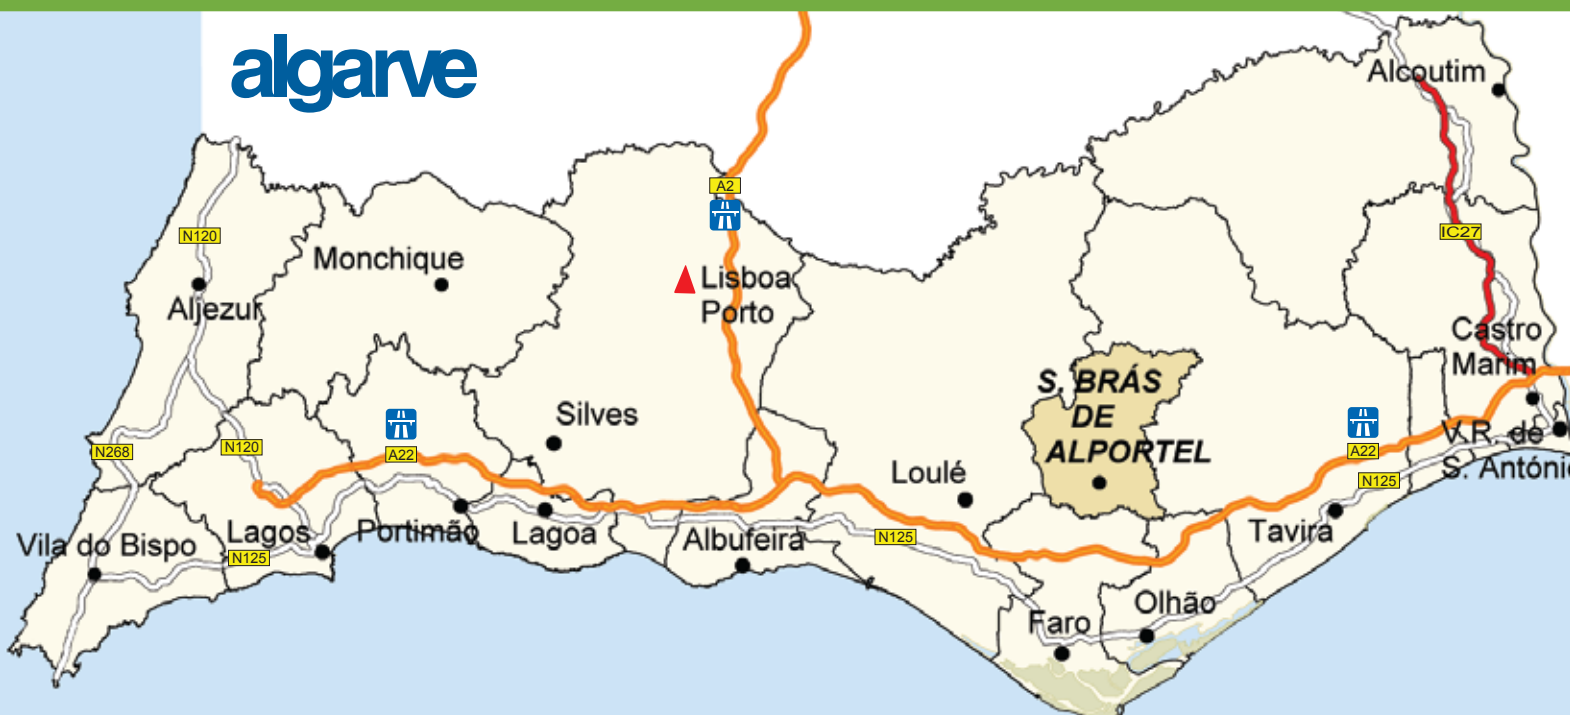 algarve
Alcoutim
A2
N120
IC27
Monchique
Lisboa
Porto
Aljezur
Castro
Marim
S. BRÁS
DE
ALPORTEL
Silves
N120
N268
A22
A22
V.R. de
S. Antóni
Loulé
N125
Lagos
Portimão
Lagoa
Albufeira
N125
Tavira
Vila do Bispo
N125
Olhão
Faro